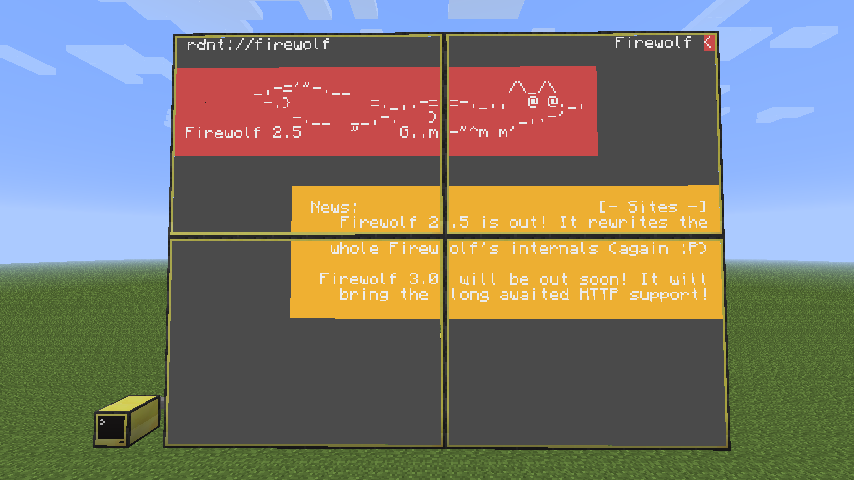 rdnt://firewolf
Firewolf <
Firewolf 2.5
News: [- Sites -]
Firewolf 2.5 is out! It rewrites the
whole Firewolf's internals (again :P)
Firewolf 3.0 will be out soon! It will
bring the long awaited HTTP support!
>